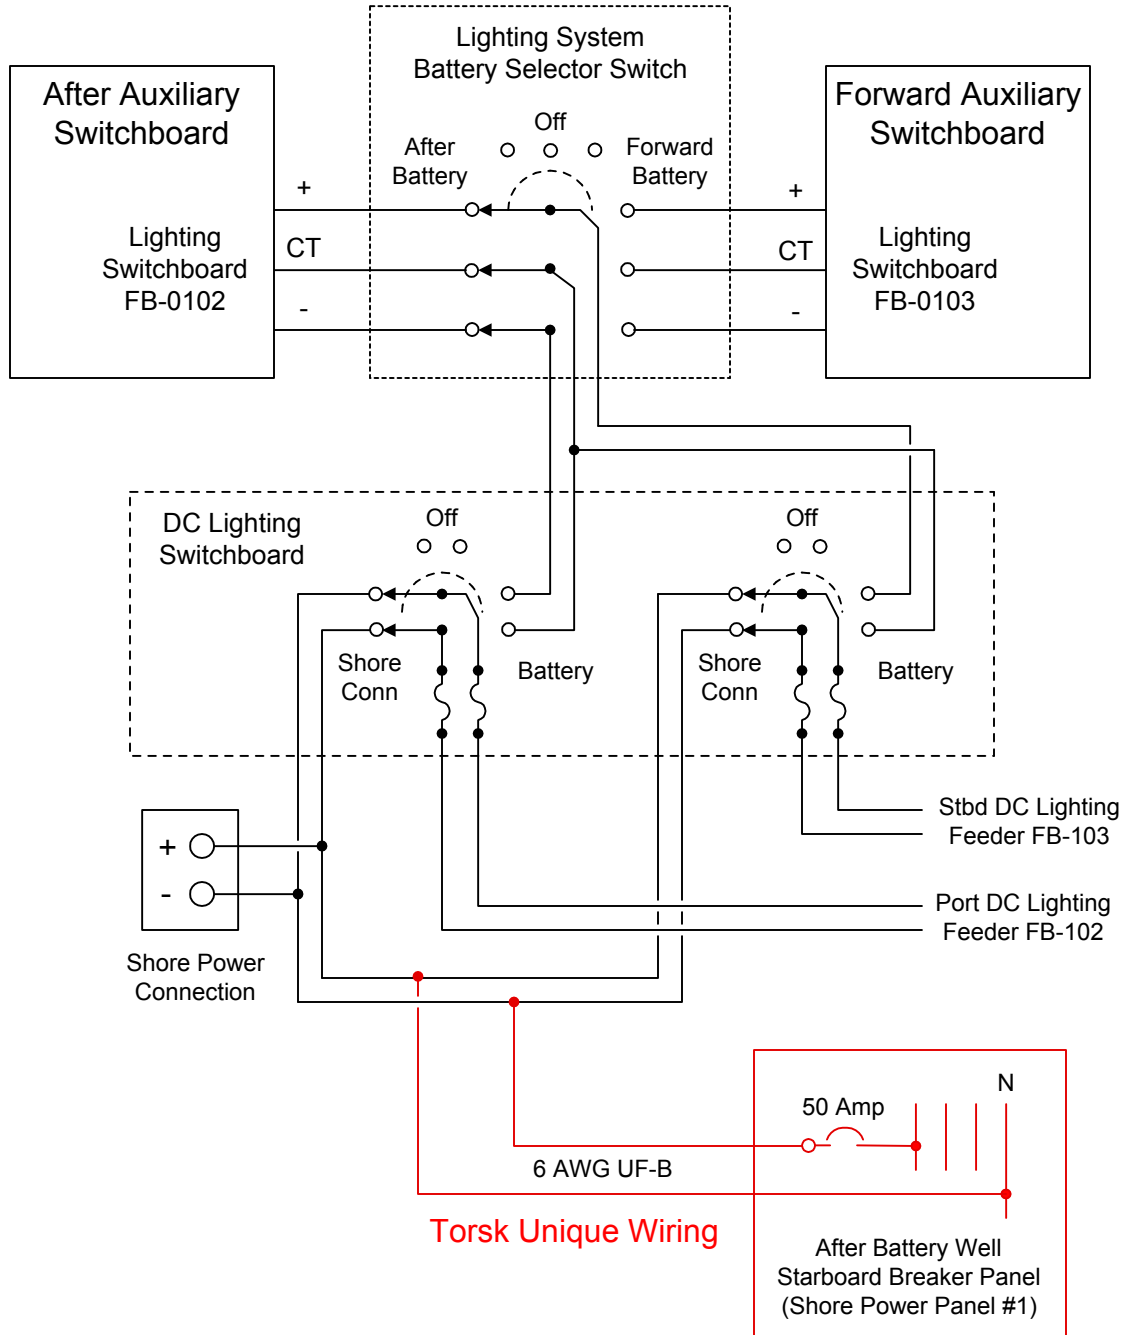 Lighting System
Battery Selector Switch
After Auxiliary
Switchboard
Forward Auxiliary
Switchboard
Off
After
Battery
Forward
Battery
+
+
Lighting
Switchboard
FB-0102
CT
CT
Lighting
Switchboard
FB-0103
-
-
DC Lighting
Switchboard
Off
Off
Shore
Conn
Battery
Shore
Conn
Battery
Stbd DC Lighting
Feeder FB-103
+
-
Port DC Lighting
Feeder FB-102
Shore Power
Connection
N
50 Amp
6 AWG UF-B
Torsk Unique Wiring
After Battery Well
Starboard Breaker Panel
(Shore Power Panel #1)